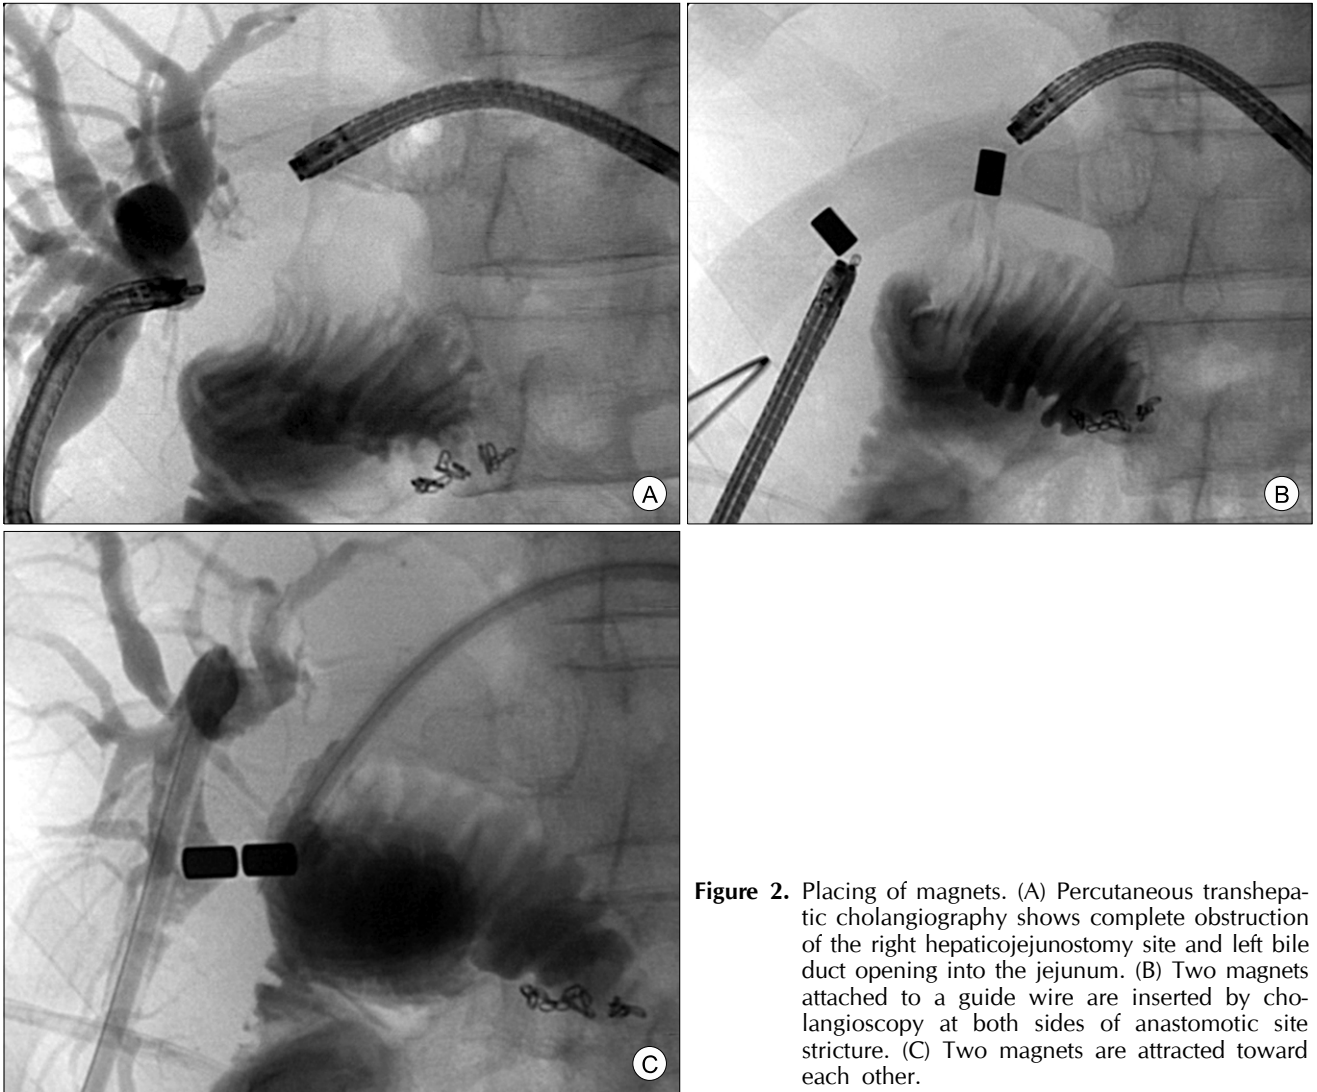 A
B
C
Figure 2. Placing of magnets. (A) Percutaneous transhepa-
tic cholangiography shows complete obstruction
of the right hepaticojejunostomy site and left bile
duct opening into the jejunum. (B) Two magnets
attached to a guide wire are inserted by cho-
langioscopy at both sides of anastomotic site
stricture. (C) Two magnets are attracted toward
each other.